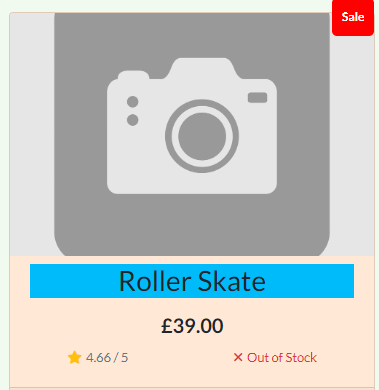 Sale
Roller Skate
£39.00
4.66 / 5
× Out of Stock